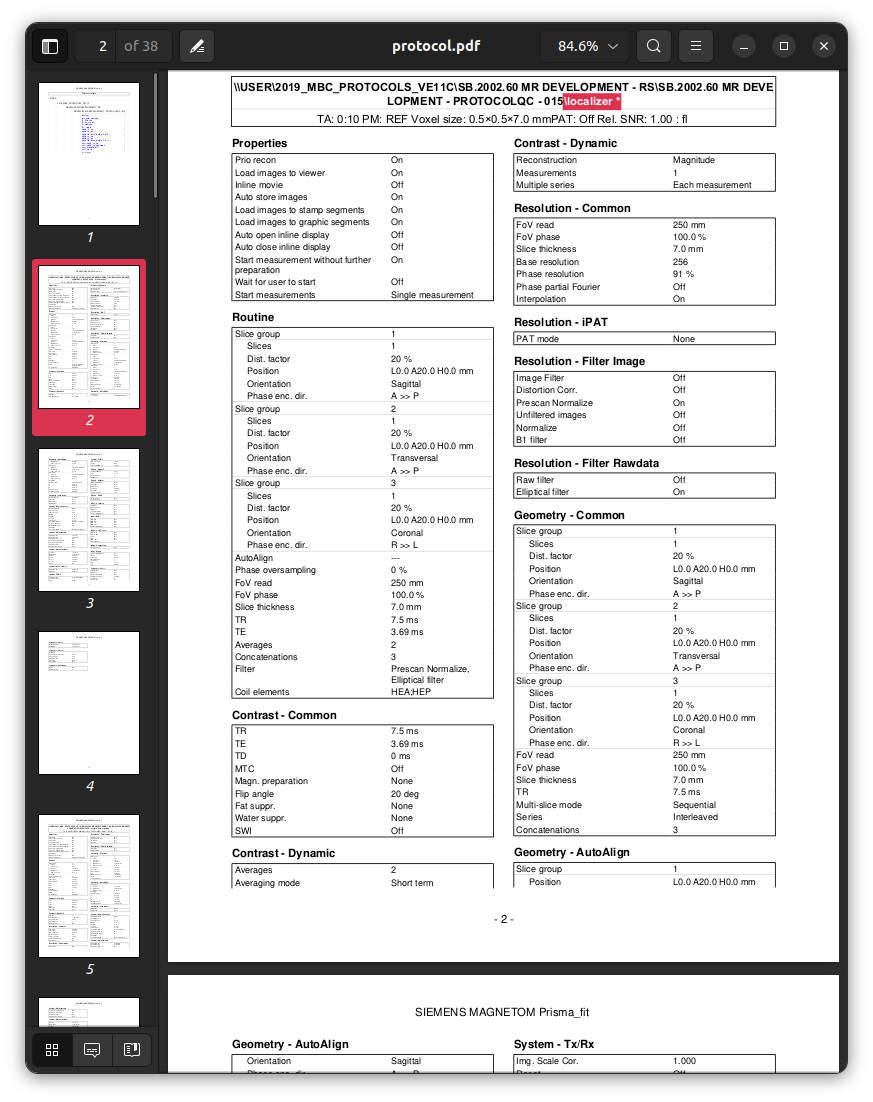 2 of 38
protocol.pdf
84.6%
1
2
3
4
5
\\USER\2019_MBC_PROTOCOLS_VE11C\SB.2002.60 MR DEVELOPMENT - RS\SB.2002.60 MR DEVE
LOPMENT - PROTOCOLQC - 015\localizer *
TA: 0:10 PM: REF Voxel size: 0.5×0.5×7.0 mmPAT: Off Rel. SNR: 1.00 : fl
Properties
Prio recon On
Load images to viewer On
Inline movie Off
Auto store images On
Load images to stamp segments On
Load images to graphic segments On
Auto open inline display Off
Auto close inline display Off
Start measurement without further On
preparation
Wait for user to start Off
Start measurements Single measurement
Routine
Slice group 1
Slices 1
Dist. factor 20 %
Position L0.0 A20.0 H0.0 mm
Orientation Sagittal
Phase enc. dir. A >> P
Slice group 2
Slices 1
Dist. factor 20 %
Position L0.0 A20.0 H0.0 mm
Orientation Transversal
Phase enc. dir. A >> P
Slice group 3
Slices 1
Dist. factor 20 %
Position L0.0 A20.0 H0.0 mm
Orientation Coronal
Phase enc. dir. R >> L
AutoAlign ---
Phase oversampling 0 %
FoV read 250 mm
FoV phase 100.0 %
Slice thickness 7.0 mm
TR 7.5 ms
TE 3.69 ms
Averages 2
Concatenations 3
Filter Prescan Normalize,
Elliptical filter
Coil elements HEA;HEP
Contrast - Common
TR 7.5 ms
TE 3.69 ms
TD 0 ms
MTC Off
Magn. preparation None
Flip angle 20 deg
Fat suppr. None
Water suppr. None
SWI Off
Contrast - Dynamic
Averages 2
Averaging mode Short term
Contrast - Dynamic
Reconstruction Magnitude
Measurements 1
Multiple series Each measurement
Resolution - Common
FoV read 250 mm
FoV phase 100.0 %
Slice thickness 7.0 mm
Base resolution 256
Phase resolution 91 %
Phase partial Fourier Off
Interpolation On
Resolution - iPAT
PAT mode None
Resolution - Filter Image
Image Filter Off
Distortion Corr. Off
Prescan Normalize On
Unfiltered images Off
Normalize Off
B1 filter Off
Resolution - Filter Rawdata
Raw filter Off
Elliptical filter On
Geometry - Common
Slice group 1
Slices 1
Dist. factor 20 %
Position L0.0 A20.0 H0.0 mm
Orientation Sagittal
Phase enc. dir. A >> P
Slice group 2
Slices 1
Dist. factor 20 %
Position L0.0 A20.0 H0.0 mm
Orientation Transversal
Phase enc. dir. A >> P
Slice group 3
Slices 1
Dist. factor 20 %
Position L0.0 A20.0 H0.0 mm
Orientation Coronal
Phase enc. dir. R >> L
FoV read 250 mm
FoV phase 100.0 %
Slice thickness 7.0 mm
TR 7.5 ms
Multi-slice mode Sequential
Series Interleaved
Concatenations 3
Geometry - AutoAlign
Slice group 1
Position L0.0 A20.0 H0.0 mm
- 2 -
SIEMENS MAGNETOM Prisma_fit
Geometry - AutoAlign
Orientation Sagittal
System - Tx/Rx
Img. Scale Cor. 1.000